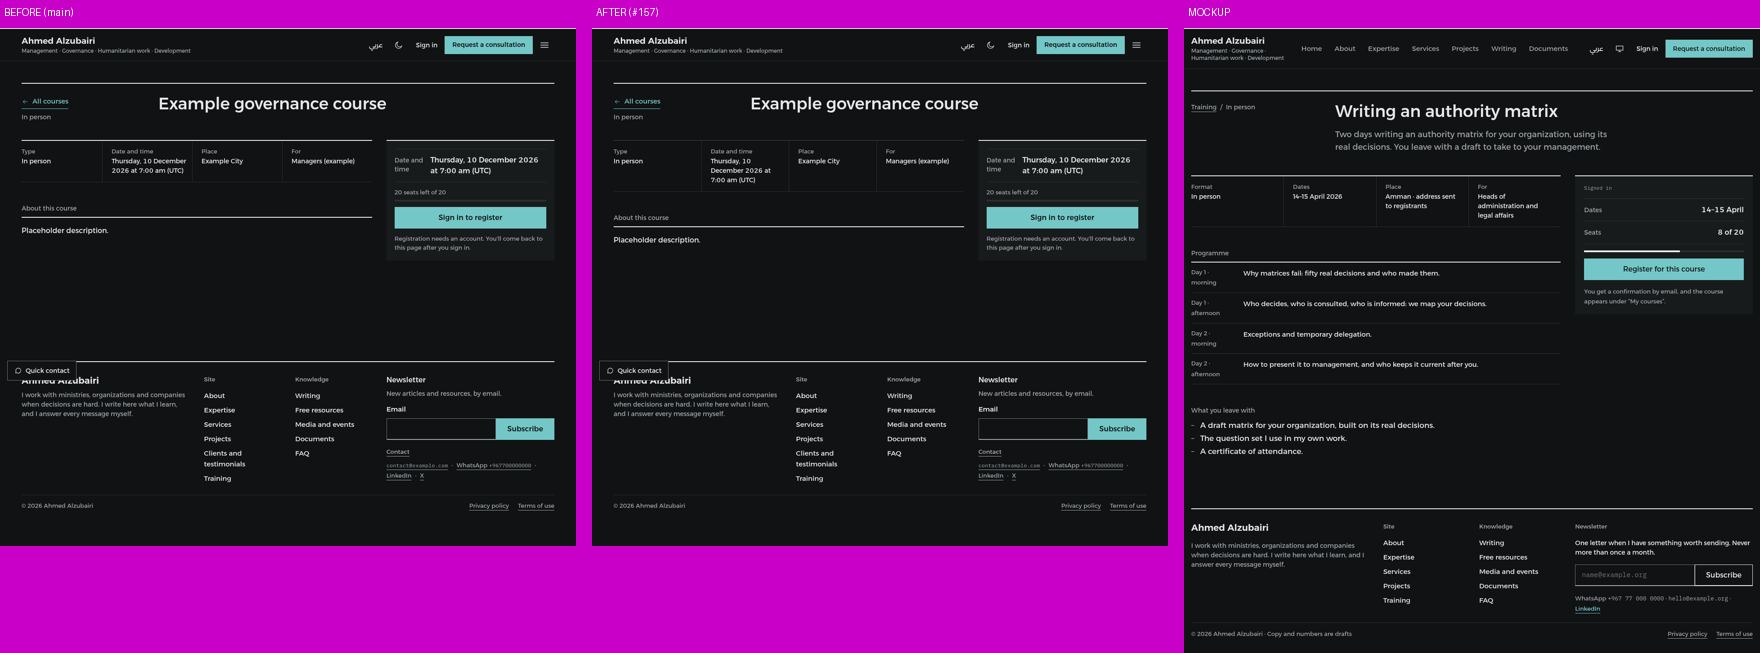 BEFORE (main)
Ahmed Alzubairi
Management · Governance · Humanitarian work · Development
عربي
Sign in
Request a consultation
← All courses
In person
Example governance course
Type
In person
Date and time
Thursday, 10 December
2026 at 7:00 am (UTC)
Place
Example City
For
Managers (example)
Date and
time
Thursday, 10 December 2026
at 7:00 am (UTC)
20 seats left of 20
Sign in to register
Registration needs an account. You'll come back to
this page after you sign in.
About this course
Placeholder description.
Quick contact
Ahmed Alzubairi
I work with ministries, organizations and companies
when decisions are hard. I write here what I learn,
and I answer every message myself.
Site
About
Expertise
Services
Projects
Clients and
testimonials
Training
Knowledge
Writing
Free resources
Media and events
Documents
FAQ
Newsletter
New articles and resources, by email.
Email
Subscribe
Contact
contact@example.com · WhatsApp +967700000000 ·
LinkedIn · X
© 2026 Ahmed Alzubairi
Privacy policy
Terms of use
AFTER (#157)
Ahmed Alzubairi
Management · Governance · Humanitarian work · Development
عربي
Sign in
Request a consultation
← All courses
In person
Example governance course
Type
In person
Date and time
Thursday, 10
December 2026 at
7:00 am (UTC)
Place
Example City
For
Managers (example)
Date and
time
Thursday, 10 December 2026
at 7:00 am (UTC)
20 seats left of 20
Sign in to register
Registration needs an account. You'll come back to
this page after you sign in.
About this course
Placeholder description.
Quick contact
Ahmed Alzubairi
I work with ministries, organizations and companies
when decisions are hard. I write here what I learn,
and I answer every message myself.
Site
About
Expertise
Services
Projects
Clients and
testimonials
Training
Knowledge
Writing
Free resources
Media and events
Documents
FAQ
Newsletter
New articles and resources, by email.
Email
Subscribe
Contact
contact@example.com · WhatsApp +967700000000 ·
LinkedIn · X
© 2026 Ahmed Alzubairi
Privacy policy
Terms of use
MOCKUP
Ahmed Alzubairi
Management · Governance ·
Humanitarian work · Development
Home
About
Expertise
Services
Projects
Writing
Documents
عربي
Sign in
Request a consultation
Training / In person
Writing an authority matrix
Two days writing an authority matrix for your organization, using its
real decisions. You leave with a draft to take to your management.
Format
In person
Dates
14–15 April 2026
Place
Amman · address sent
to registrants
For
Heads of
administration and
legal affairs
Signed in
Dates
14–15 April
Seats
8 of 20
Register for this course
You get a confirmation by email, and the course
appears under "My courses".
Programme
Day 1 ·
morning
Why matrices fail: fifty real decisions and who made them.
Day 1 ·
afternoon
Who decides, who is consulted, who is informed: we map your decisions.
Day 2 ·
morning
Exceptions and temporary delegation.
Day 2 ·
afternoon
How to present it to management, and who keeps it current after you.
What you leave with
– A draft matrix for your organization, built on its real decisions.
– The question set I use in my own work.
– A certificate of attendance.
Ahmed Alzubairi
I work with ministries, organizations and companies
when decisions are hard. I write here what I learn, and I
answer every message myself.
Site
About
Expertise
Services
Projects
Training
Knowledge
Writing
Free resources
Media and events
Documents
FAQ
Newsletter
One letter when I have something worth sending. Never
more than once a month.
name@example.org
Subscribe
WhatsApp +967 77 000 0000 · hello@example.org ·
LinkedIn
© 2026 Ahmed Alzubairi · Copy and numbers are drafts
Privacy policy
Terms of use